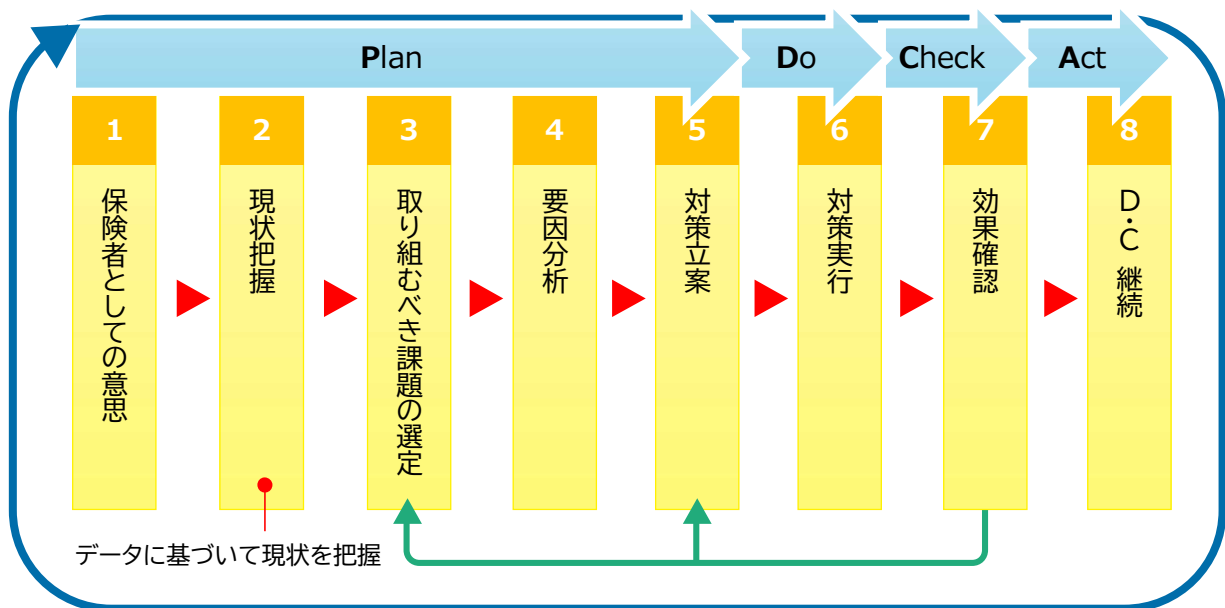 Plan
Do
Check
Act
1
2
3
4
5
6
7
8
保険者としての意思
現状把握
取り組むべき課題の選定
要因分析
対策立案
対策実行
効果確認
D・C 継続
データに基づいて現状を把握